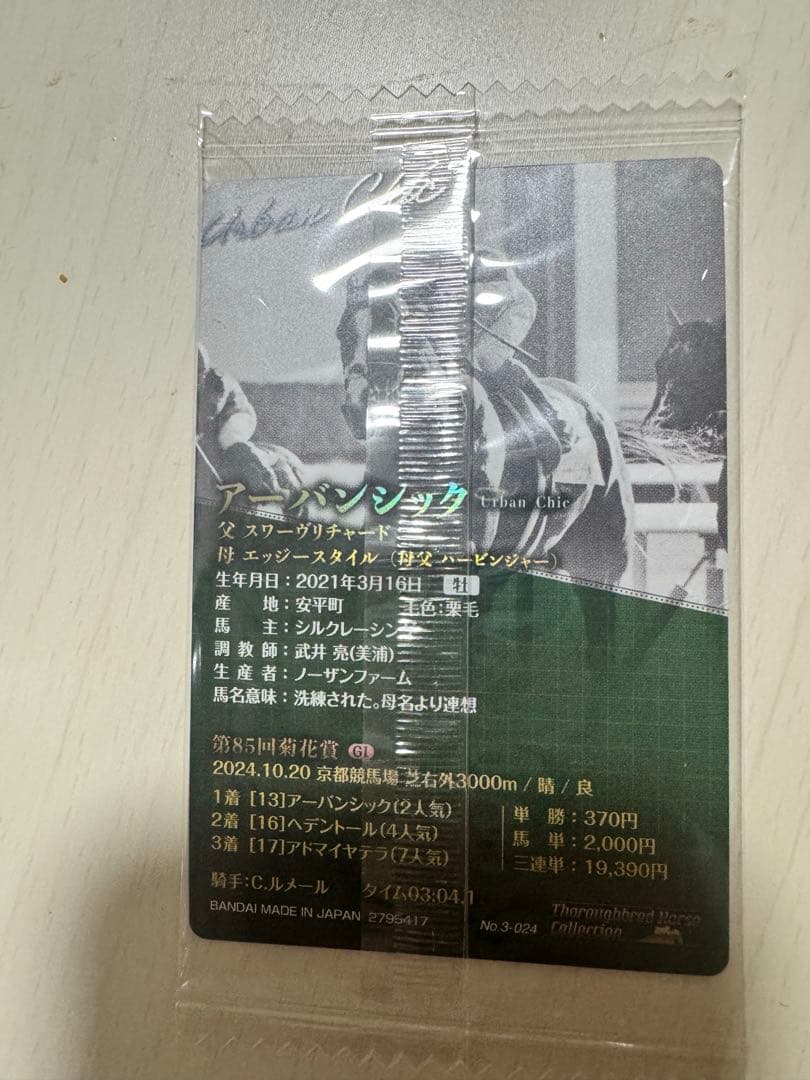 Urban Chic
アーバンシック Urban Chic
父 スワーヴリチャード
母 エッジースタイル（母父 ハービンジャー）
生年月日：2021年3月16日 牡
産　　地：安平町　毛色：栗毛
馬　　主：シルクレーシング
調 教 師：武井 亮(美浦)
生 産 者：ノーザンファーム
馬名意味：洗練された。母名より連想
第85回菊花賞 GI
2024.10.20 京都競馬場 芝右外3000m / 晴 / 良
1着 [13]アーバンシック(2人気)
2着 [16]ヘデントール(4人気)
3着 [17]アドマイヤテラ(7人気)
単　勝：370円
馬　単：2,000円
三連単：19,390円
騎手：C.ルメール　タイム03:04.1
BANDAI MADE IN JAPAN 2795417
No.3-024
Thoroughbred Horse
Collection